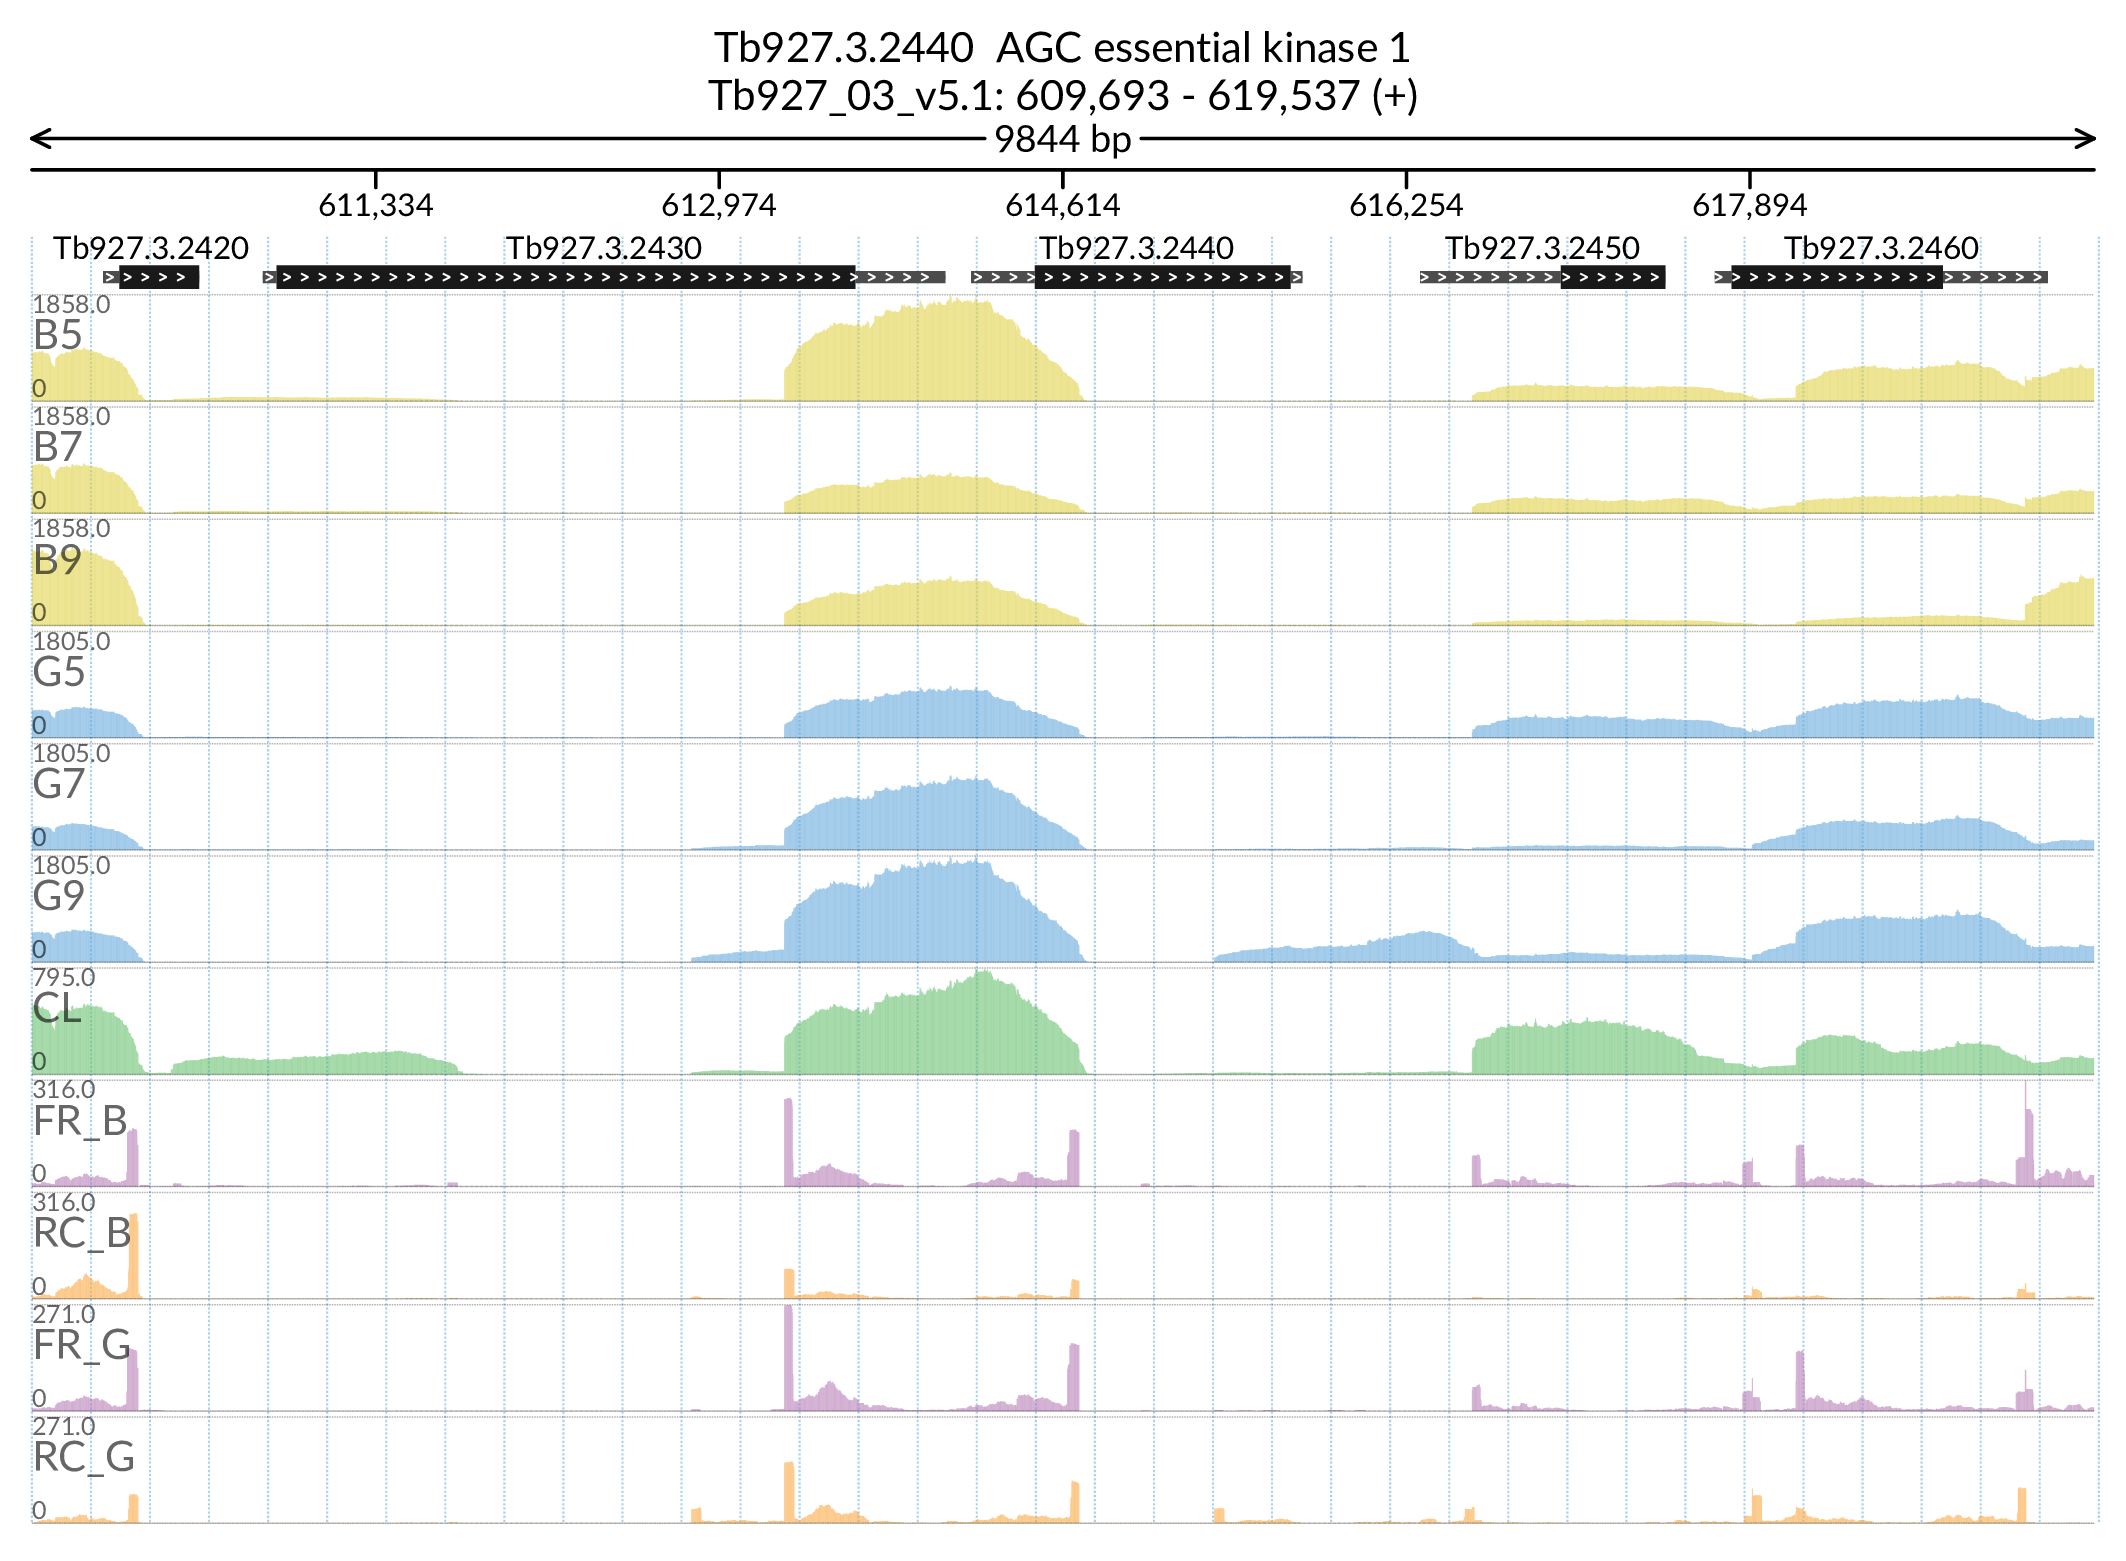 Tb927.3.2440  AGC essential kinase 1
Tb927_03_v5.1: 609,693 - 619,537 (+)
9844 bp
611,334 612,974 614,614 616,254 617,894
Tb927.3.2420 Tb927.3.2430 Tb927.3.2440 Tb927.3.2450 Tb927.3.2460
1858.0
B5
0
1858.0
B7
0
1858.0
B9
0
1805.0
G5
0
1805.0
G7
0
1805.0
G9
0
795.0
CL
0
316.0
FR_B
0
316.0
RC_B
0
271.0
FR_G
0
271.0
RC_G
0